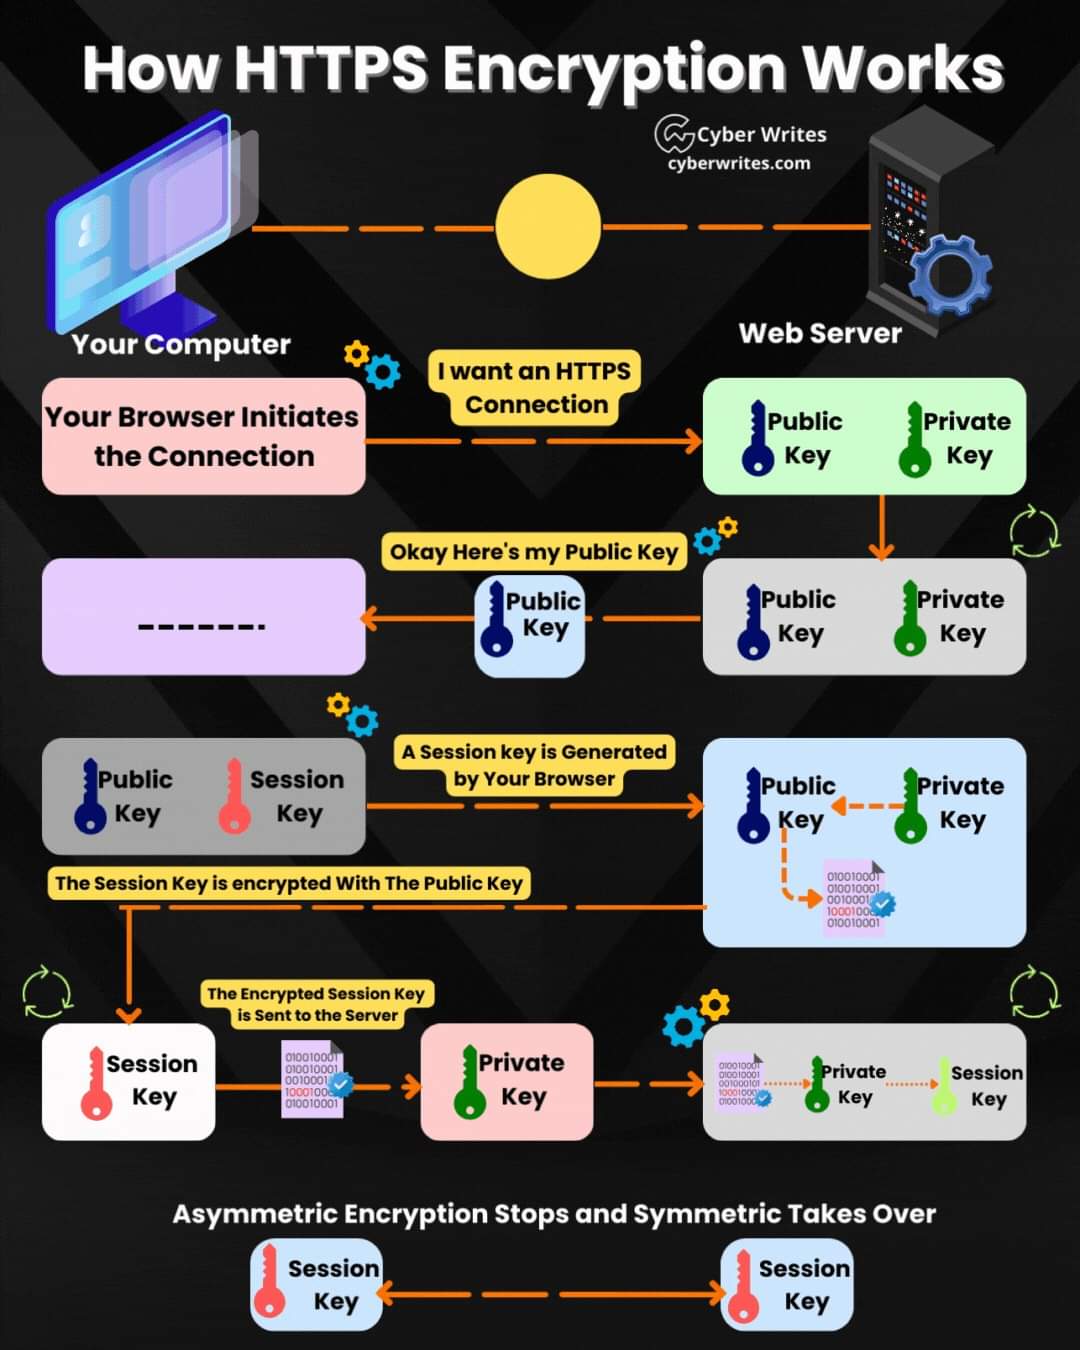 How HTTPS Encryption Works
Cyber Writes
cyberwrites.com
Your Computer
Web Server
I want an HTTPS
Connection
Your Browser Initiates
the Connection
Public
Key
Private
Key
Okay Here's my Public Key
Public
Key
Public
Key
Private
Key
A Session key is Generated
by Your Browser
Public
Key
Session
Key
Public
Key
Private
Key
010010001
010010001
0010001
10001000
010010001
The Session Key is encrypted With The Public Key
The Encrypted Session Key
is Sent to the Server
Session
Key
010010001
010010001
0010001
10001000
010010001
Private
Key
010010001
010010001
001000101
10001000
01001000
Private
Key
Session
Key
Asymmetric Encryption Stops and Symmetric Takes Over
Session
Key
Session
Key